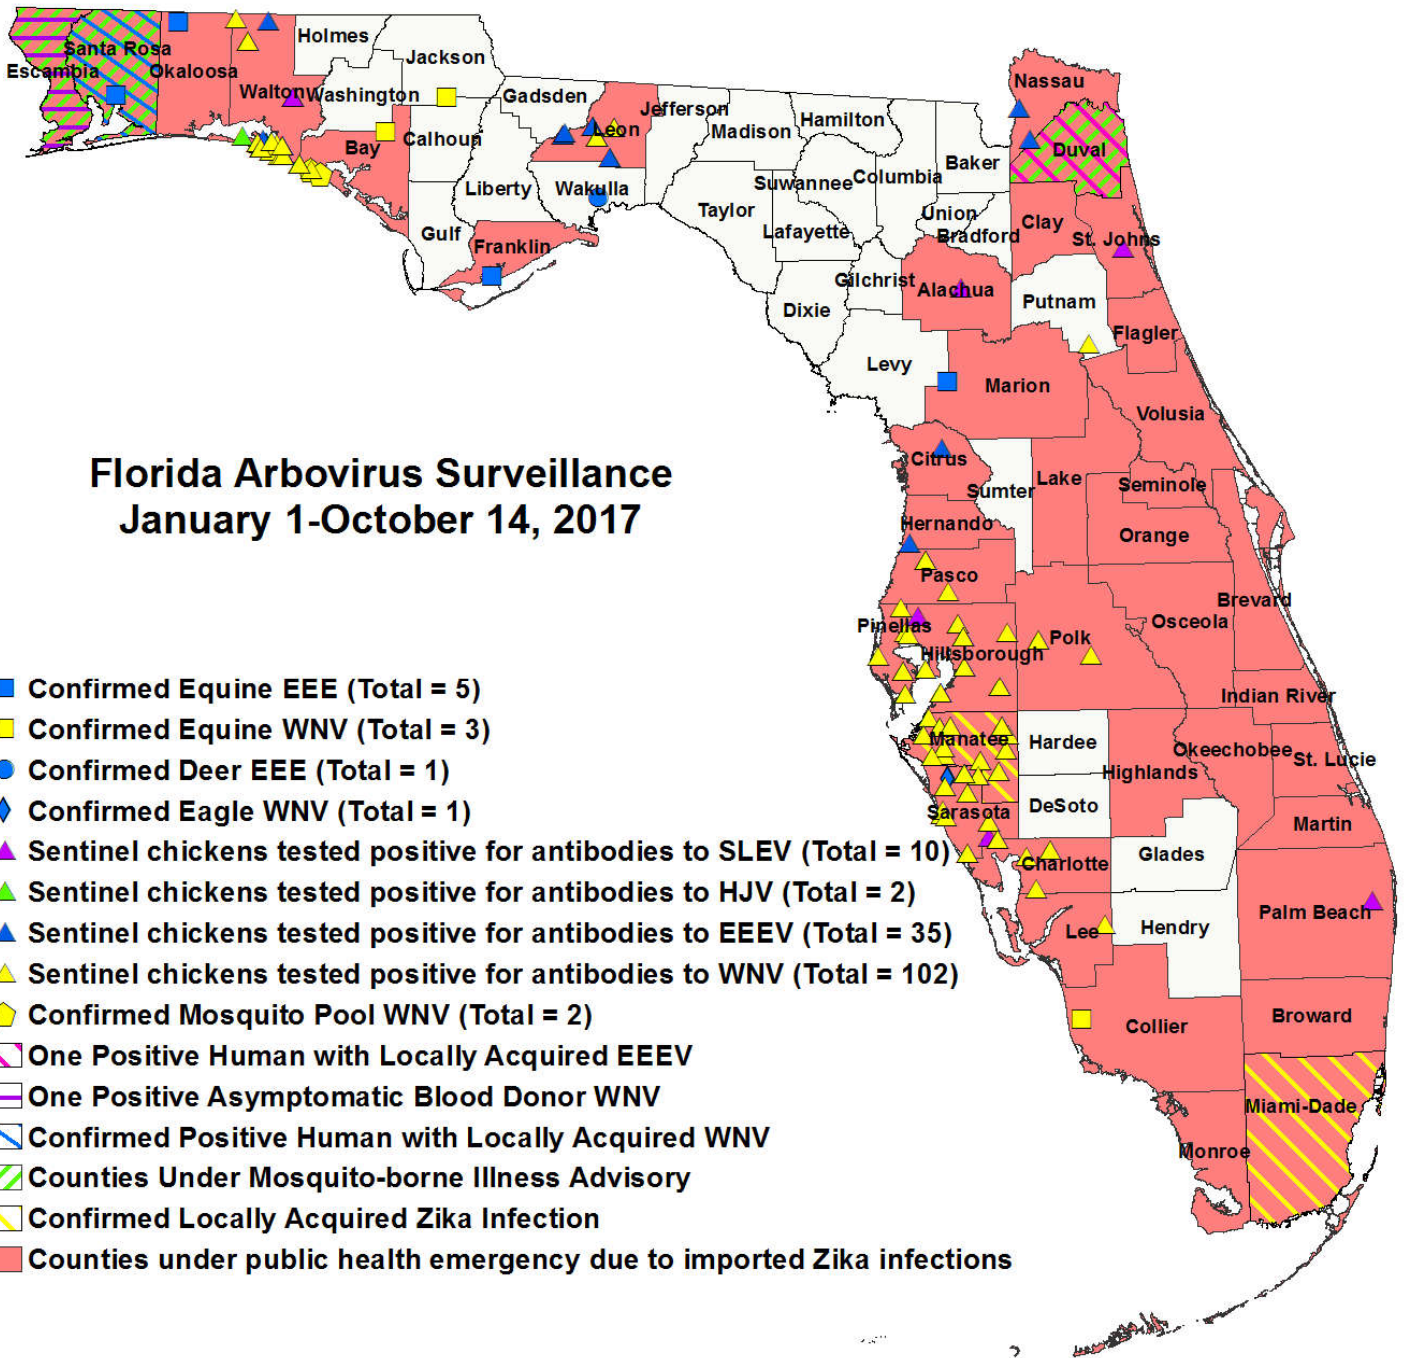 Holmes
Jackson
Santa Rosa
Escambia
Okaloosa
Walton
Washington
Gadsden
Jefferson
Leon
Madison
Hamilton
Nassau
Duval
Bay
Calhoun
Liberty
Wakulla
Suwannee
Columbia
Baker
Taylor
Lafayette
Union
Bradford
Clay
St. Johns
Gulf
Franklin
Gilchrist
Alachua
Putnam
Dixie
Flagler
Levy
Marion
Volusia
Florida Arbovirus Surveillance
January 1-October 14, 2017
Citrus
Sumter
Lake
Seminole
Hernando
Orange
Pasco
Brevard
Osceola
Pinellas
Hillsborough
Polk
Indian River
Manatee
Hardee
Okeechobee
St. Lucie
Highlands
DeSoto
Sarasota
Martin
Charlotte
Glades
Palm Beach
Lee
Hendry
Collier
Broward
Miami-Dade
Monroe
Confirmed Equine EEE (Total = 5)
Confirmed Equine WNV (Total = 3)
Confirmed Deer EEE (Total = 1)
Confirmed Eagle WNV (Total = 1)
Sentinel chickens tested positive for antibodies to SLEV (Total = 10)
Sentinel chickens tested positive for antibodies to HJV (Total = 2)
Sentinel chickens tested positive for antibodies to EEEV (Total = 35)
Sentinel chickens tested positive for antibodies to WNV (Total = 102)
Confirmed Mosquito Pool WNV (Total = 2)
One Positive Human with Locally Acquired EEEV
One Positive Asymptomatic Blood Donor WNV
Confirmed Positive Human with Locally Acquired WNV
Counties Under Mosquito-borne Illness Advisory
Confirmed Locally Acquired Zika Infection
Counties under public health emergency due to imported Zika infections